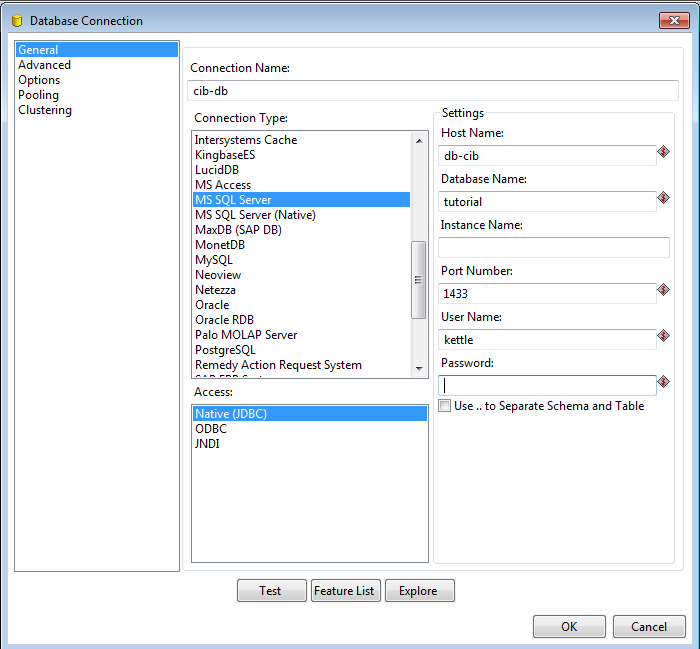 Database Connection
General
Advanced
Options
Pooling
Clustering
Connection Name:
cib-db
Connection Type:
Intersystems Cache
KingbaseES
LucidDB
MS Access
MS SQL Server
MS SQL Server (Native)
MaxDB (SAP DB)
MonetDB
MySQL
Neoview
Netezza
Oracle
Oracle RDB
Palo MOLAP Server
PostgreSQL
Remedy Action Request System
Access:
Native (JDBC)
ODBC
JNDI
Settings
Host Name:
db-cib
Database Name:
tutorial
Instance Name:
Port Number:
1433
User Name:
kettle
Password:
Use .. to Separate Schema and Table
Test
Feature List
Explore
OK
Cancel